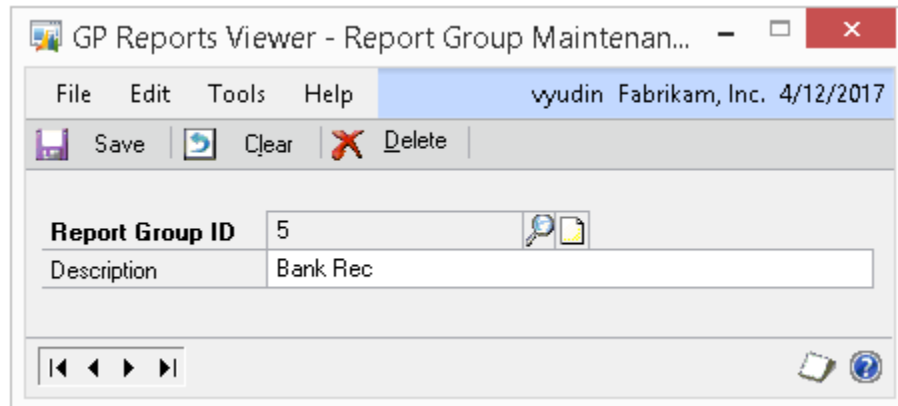 GP Reports Viewer - Report Group Maintenan...
File Edit Tools Help vyudin Fabrikam, Inc. 4/12/2017
Save Clear Delete
Report Group ID 5
Description Bank Rec